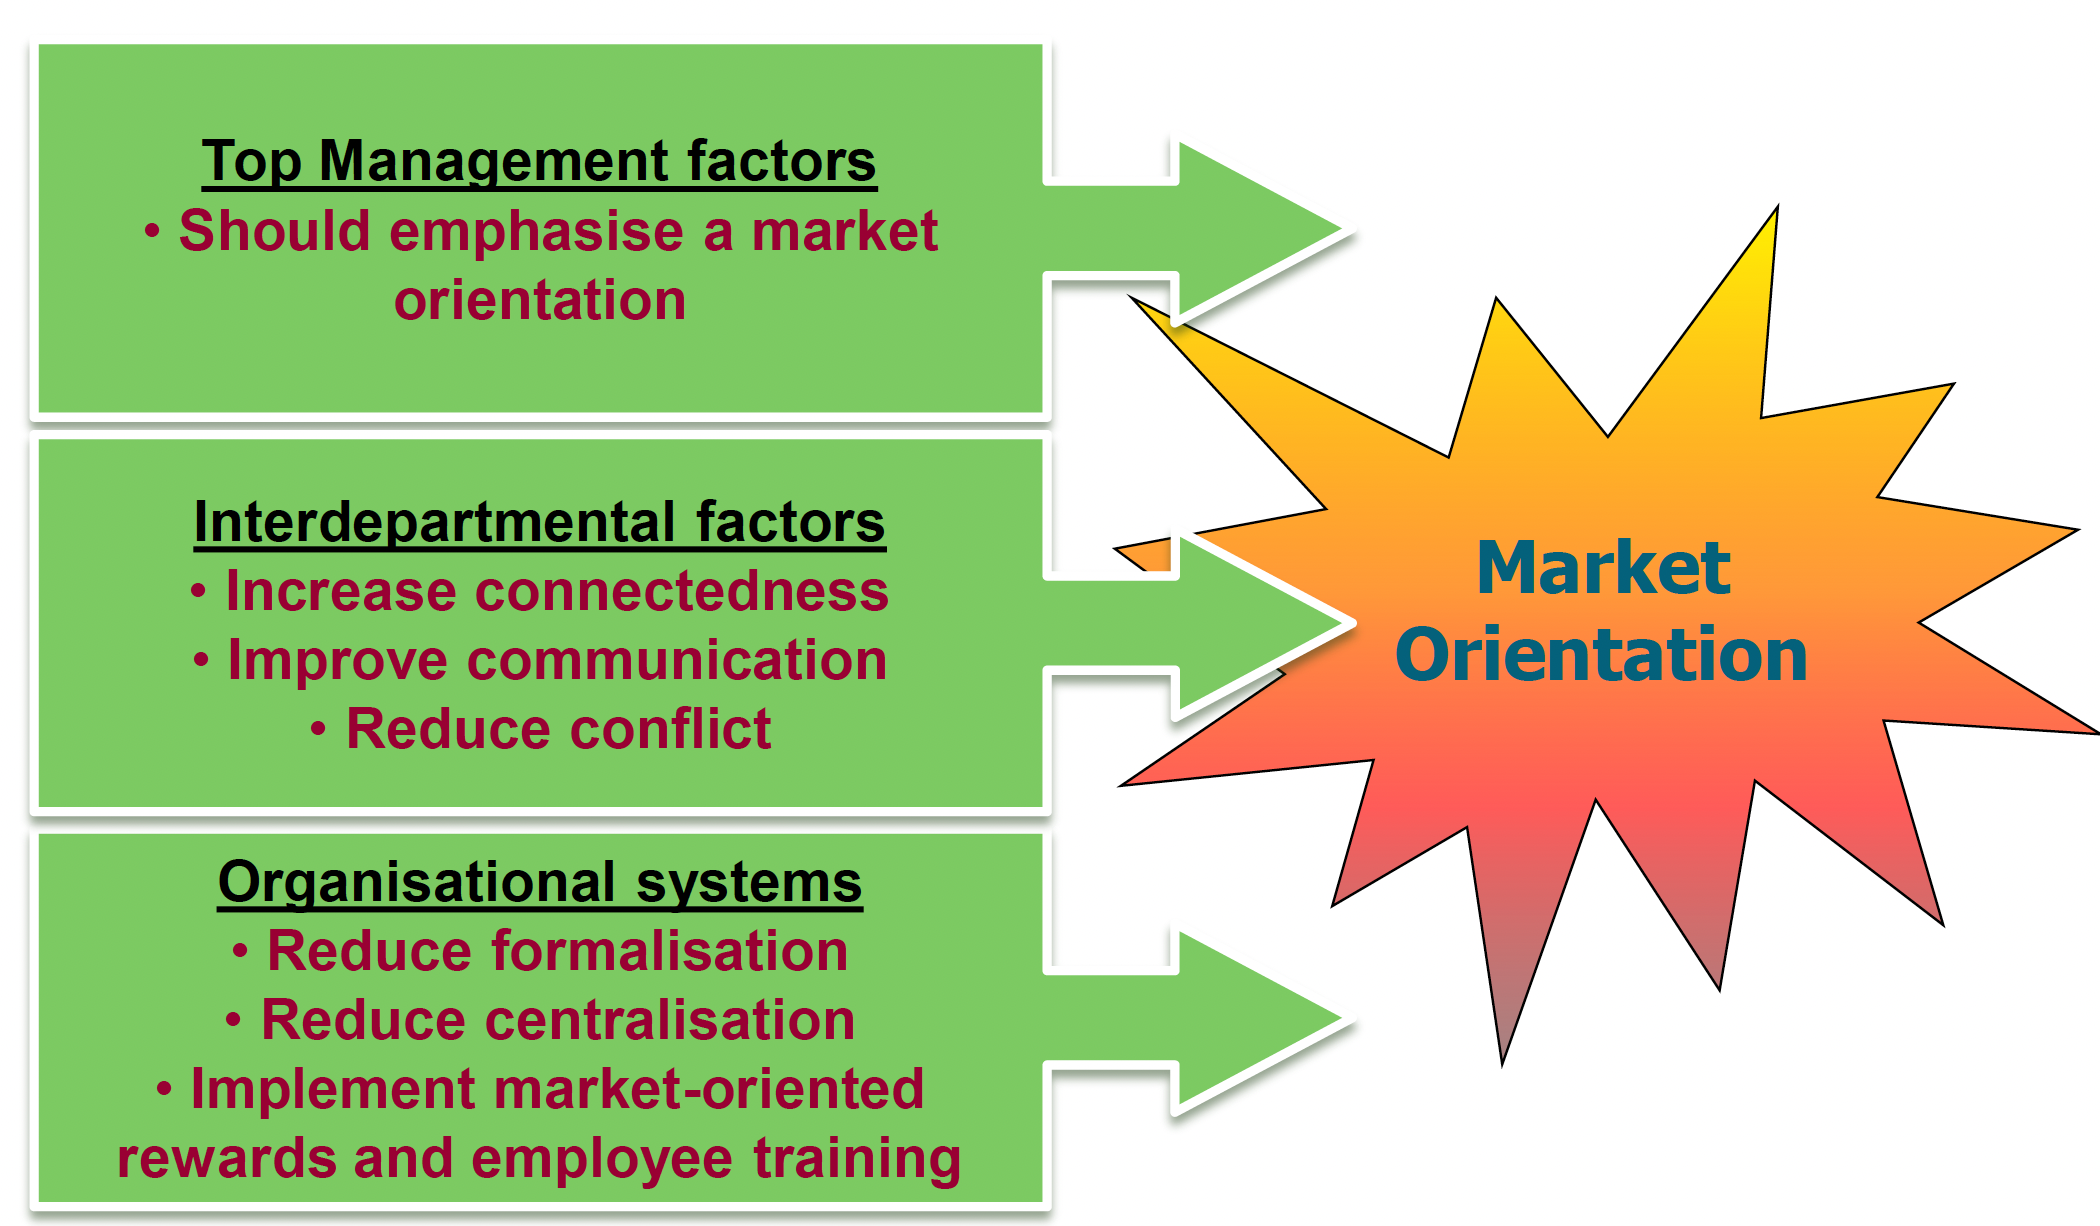 Top Management factors
• Should emphasise a market
orientation
Interdepartmental factors
• Increase connectedness
• Improve communication
• Reduce conflict
Organisational systems
• Reduce formalisation
• Reduce centralisation
• Implement market-oriented
rewards and employee training
Market
Orientation